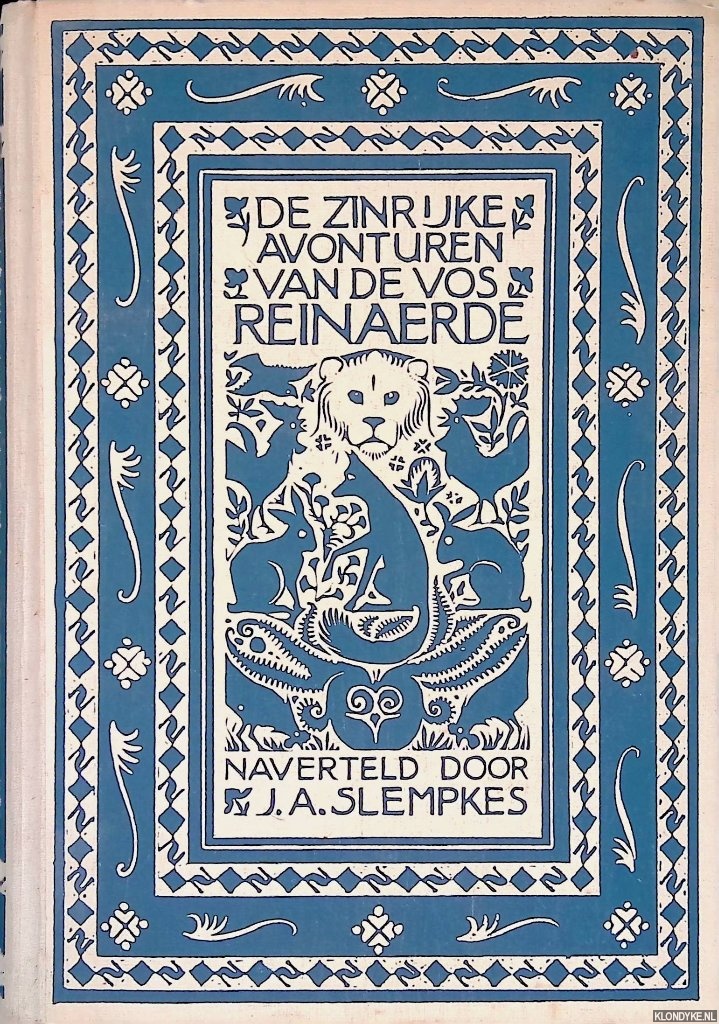 DE ZINRIJKE
AVONTUREN
VAN DE VOS
REINAERDE
NAVERTELD DOOR
J.A. SLEMPKES
KLONDYKE.NL